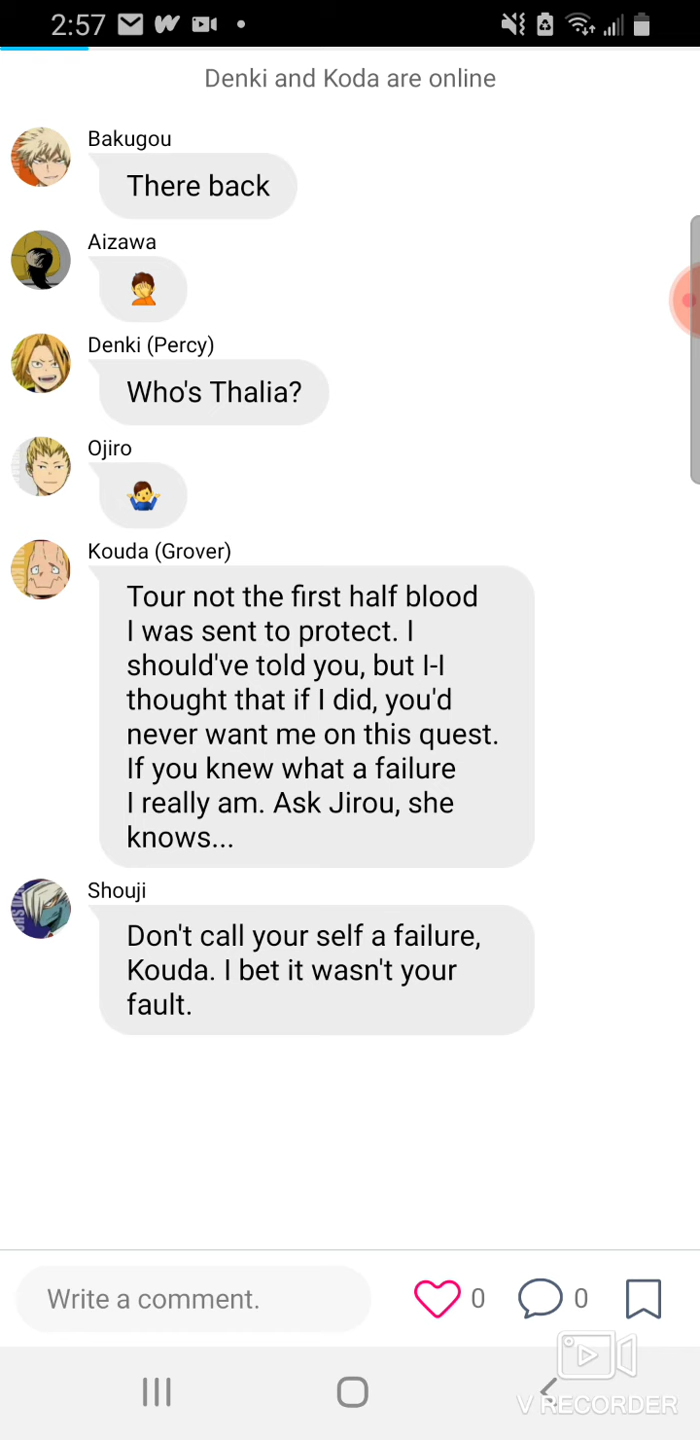 2:57
Denki and Koda are online
Bakugou
There back
Aizawa
Denki (Percy)
Who's Thalia?
Ojiro
Kouda (Grover)
Tour not the first half blood
I was sent to protect. I
should've told you, but I-I
thought that if I did, you'd
never want me on this quest.
If you knew what a failure
I really am. Ask Jirou, she
knows...
Shouji
Don't call your self a failure,
Kouda. I bet it wasn't your
fault.
Write a comment.
0
0
V RECORDER